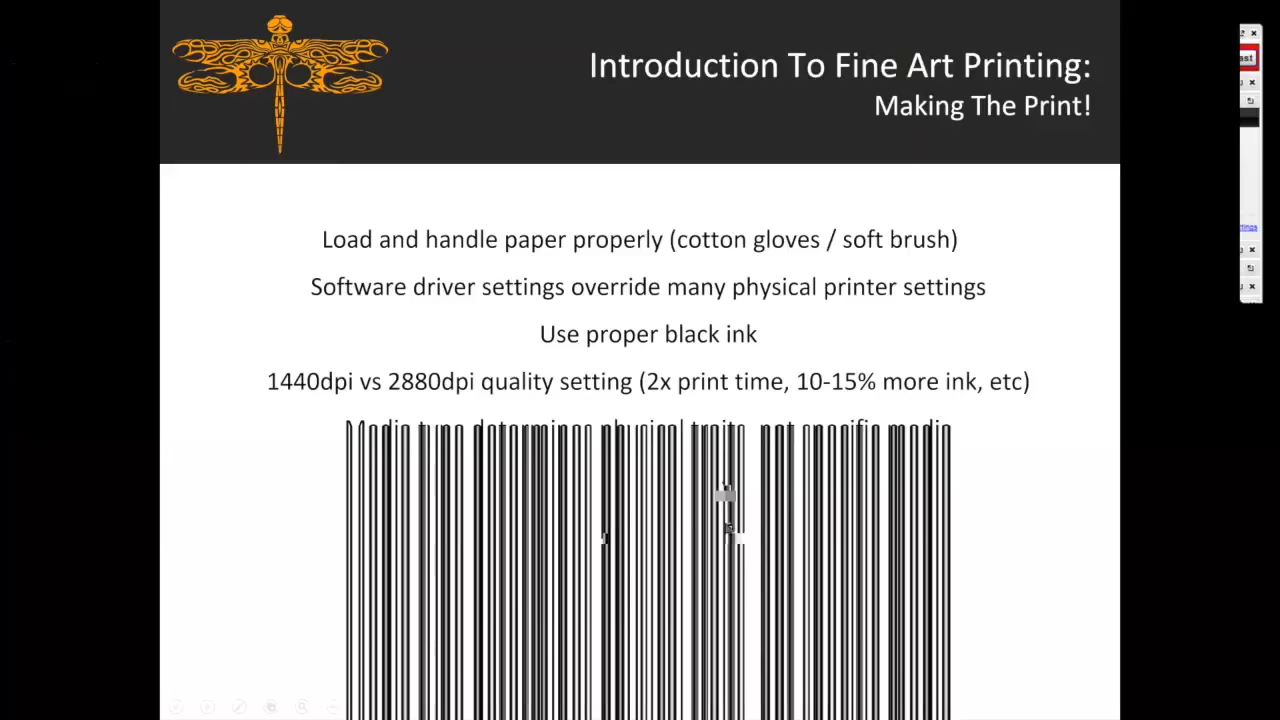 Introduction To Fine Art Printing:
Making The Print!
Load and handle paper properly (cotton gloves / soft brush)
Software driver settings override many physical printer settings
Use proper black ink
1440dpi vs 2880dpi quality setting (2x print time, 10-15% more ink, etc)